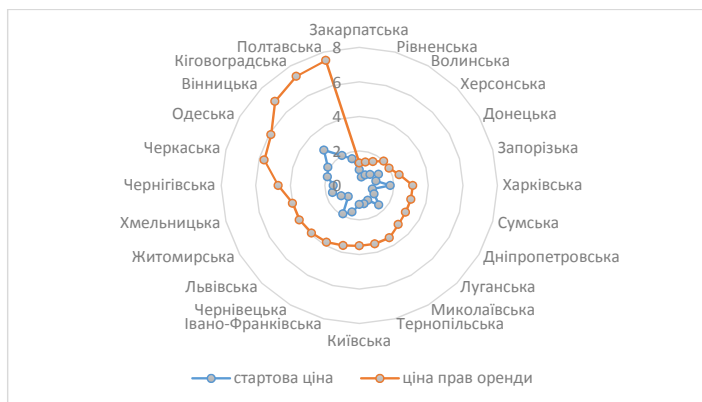 Закарпатська
Полтавська
Рівненська
Кіговоградська
Волинська
Вінницька
Херсонська
Одеська
Донецька
Черкаська
Запорізька
Чернігівська
Харківська
Хмельницька
Сумська
Житомирська
Дніпропетровська
Львівська
Луганська
Чернівецька
Миколаївська
Івано-Франківська
Тернопільська
Київська
8
6
4
2
0
стартова ціна
ціна прав оренди